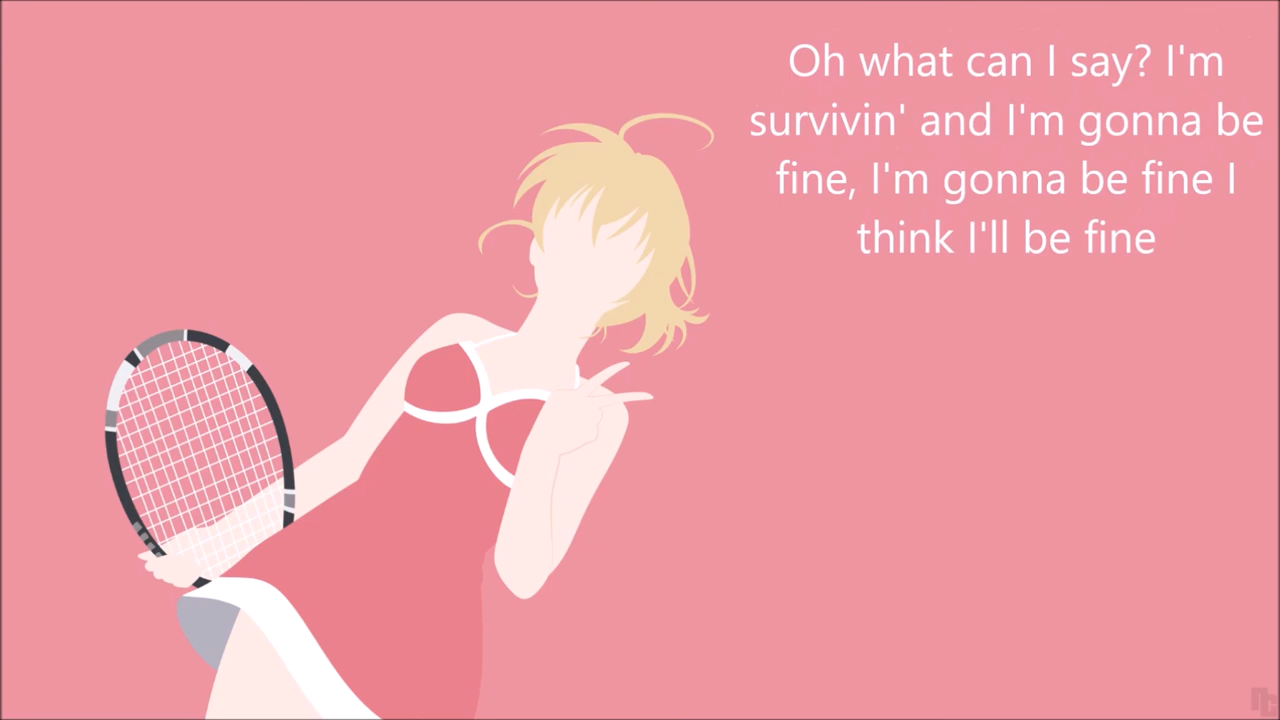 Oh what can I say? I'm
survivin' and I'm gonna be
fine, I'm gonna be fine I
think I'll be fine